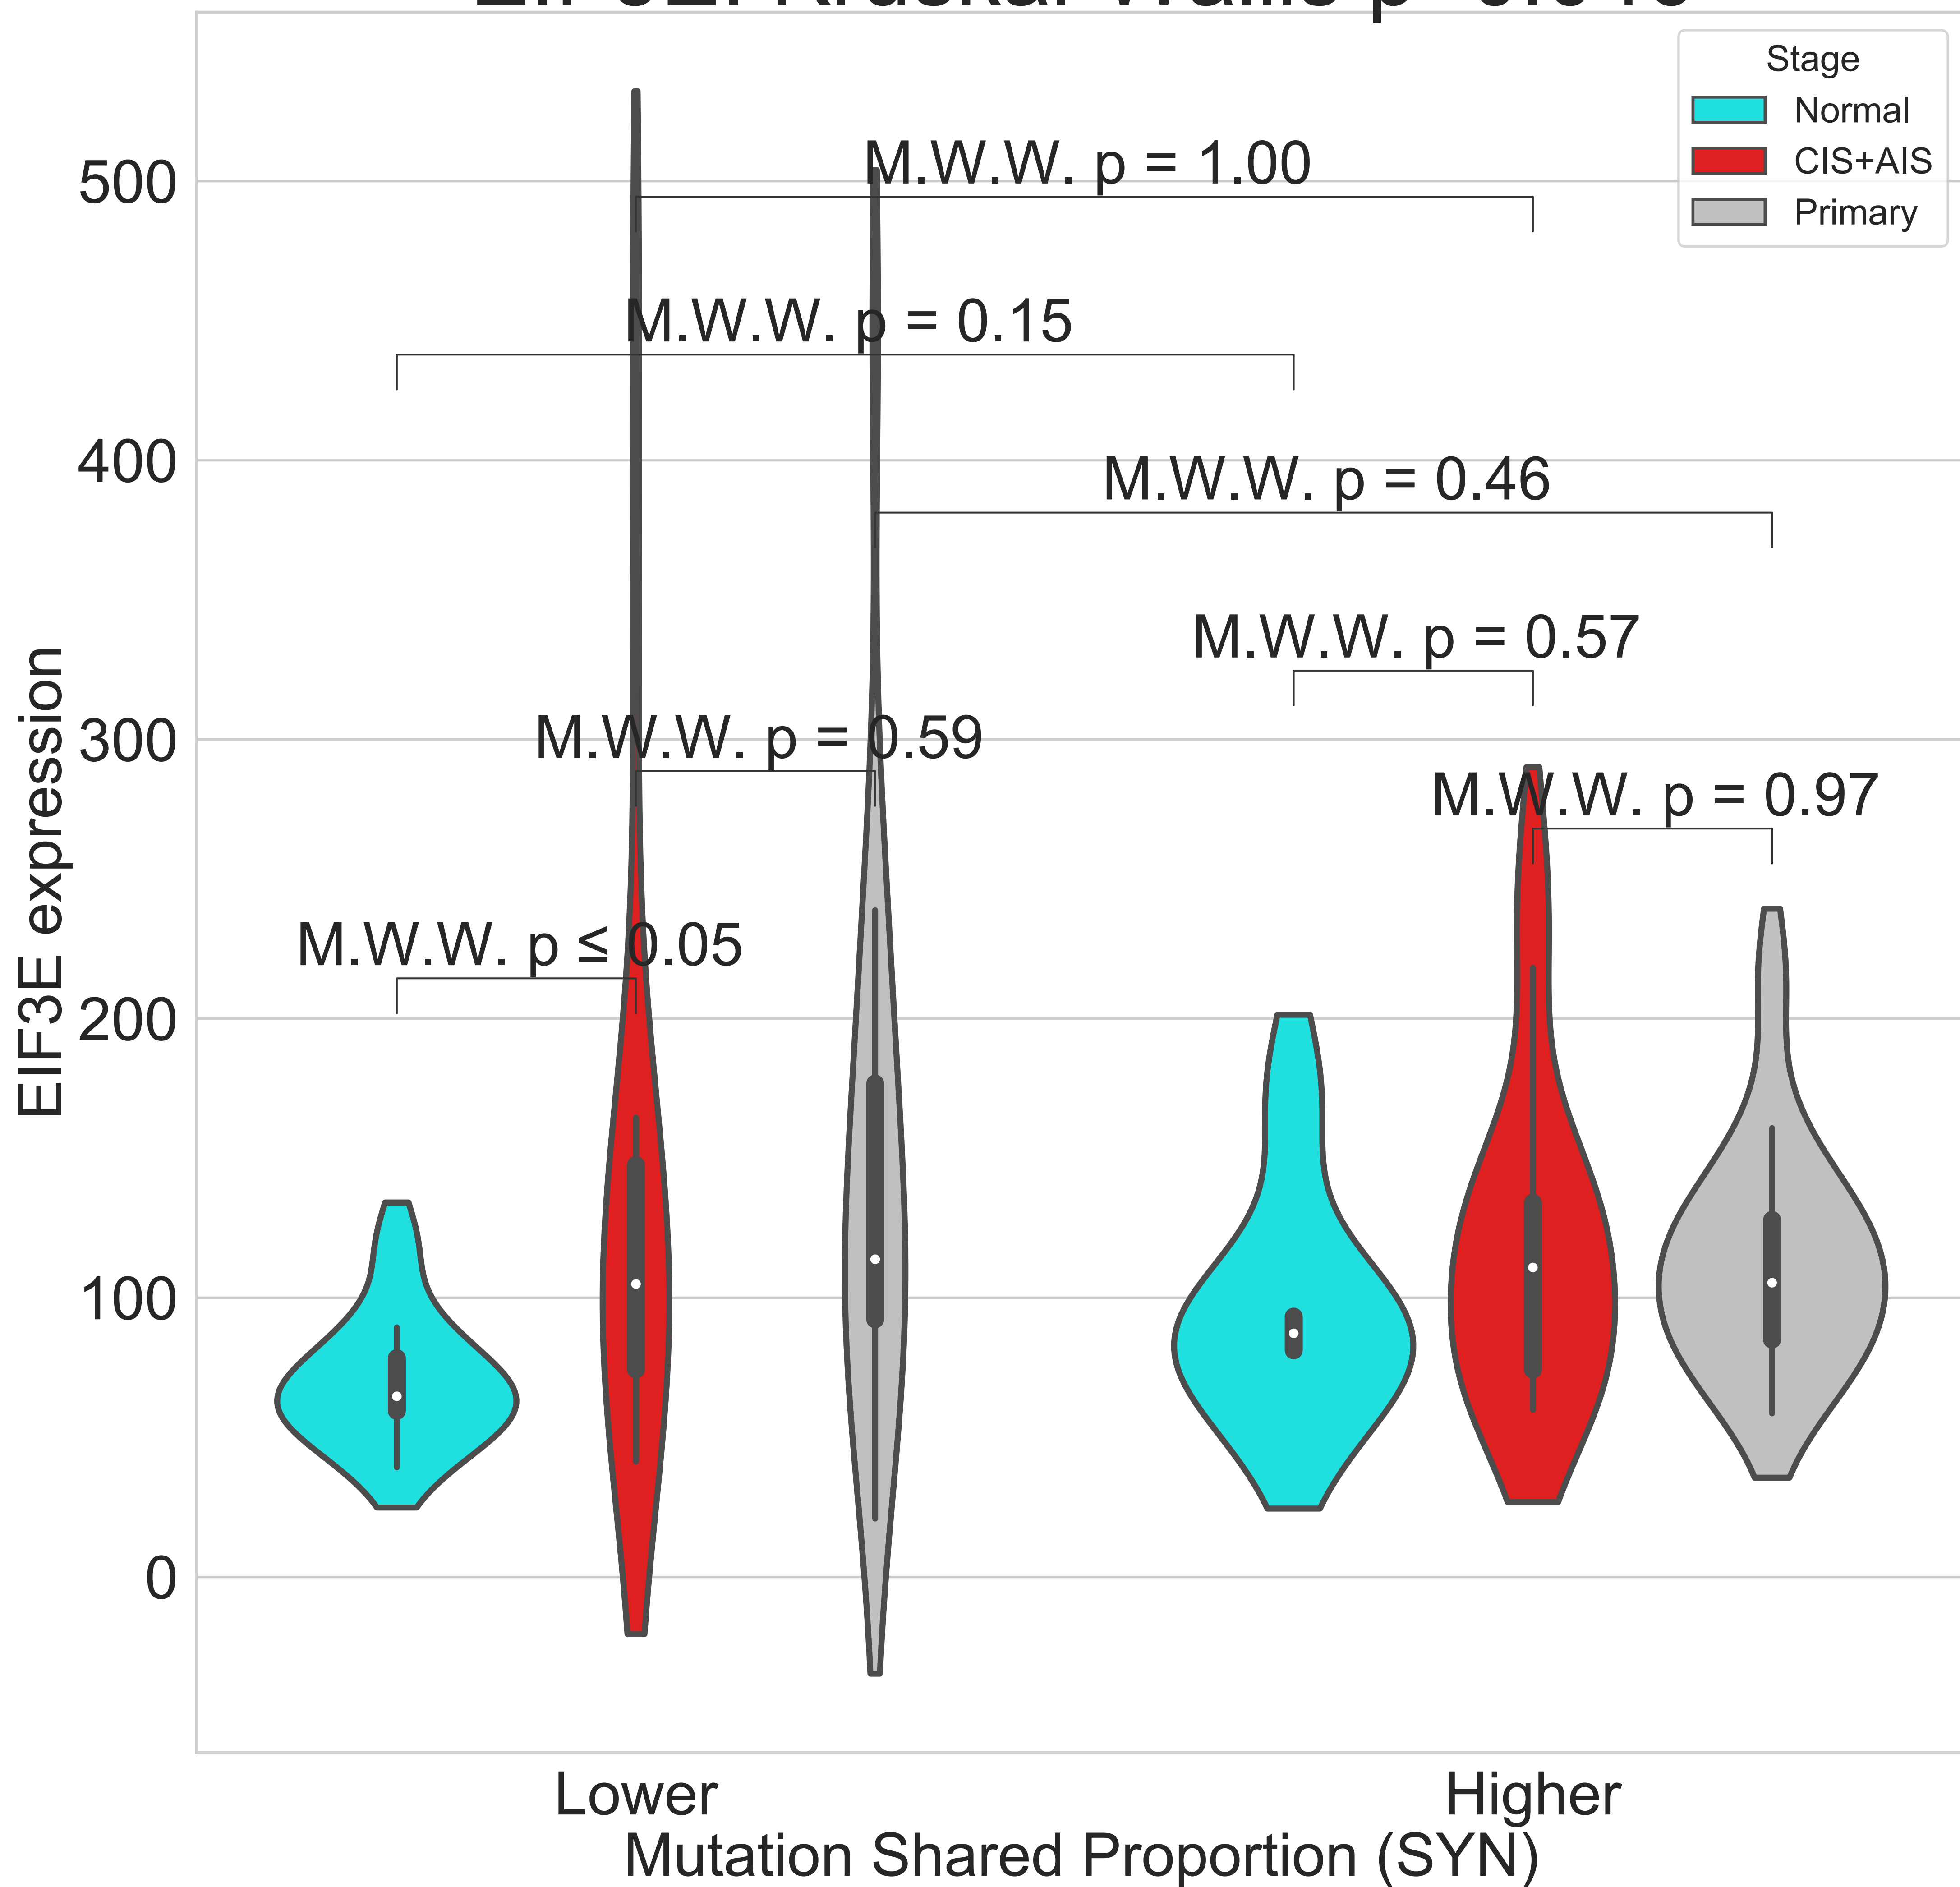 Stage
Normal
CIS+AIS
Primary
M.W.W. p = 1.00
M.W.W. p = 0.15
M.W.W. p = 0.46
M.W.W. p = 0.57
M.W.W. p = 0.59
M.W.W. p = 0.97
M.W.W. p ≤ 0.05
EIF3E expression
500
400
300
200
100
0
Lower
Higher
Mutation Shared Proportion (SYN)